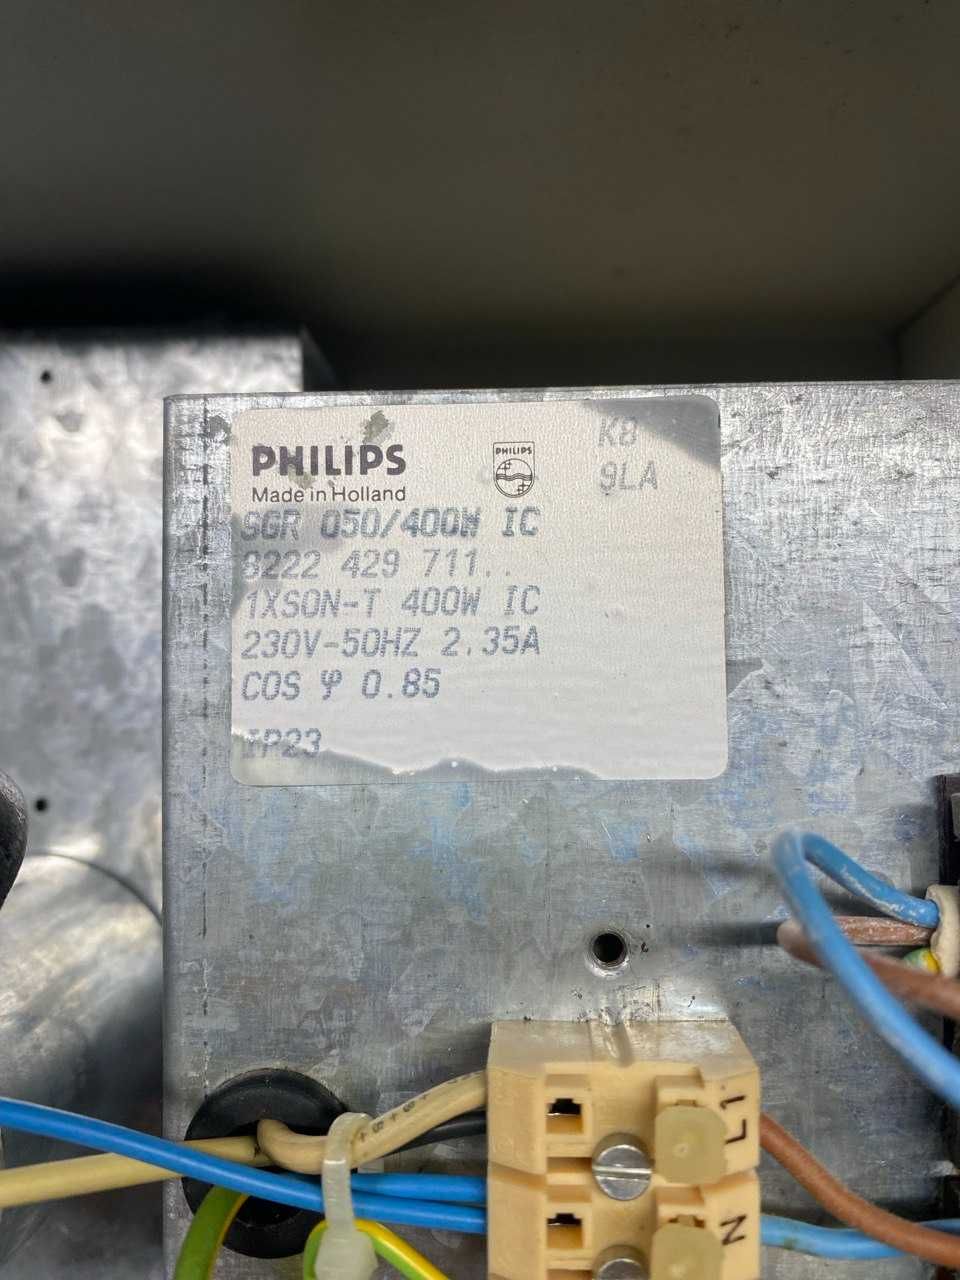 PHILIPS
Made in Holland
PHILIPS
K8
9LA
SGR 050/400W IC
8222 429 711..
1XSON-T 400W IC
230V-50HZ 2.35A
COS φ 0.85
IP23
L1
N